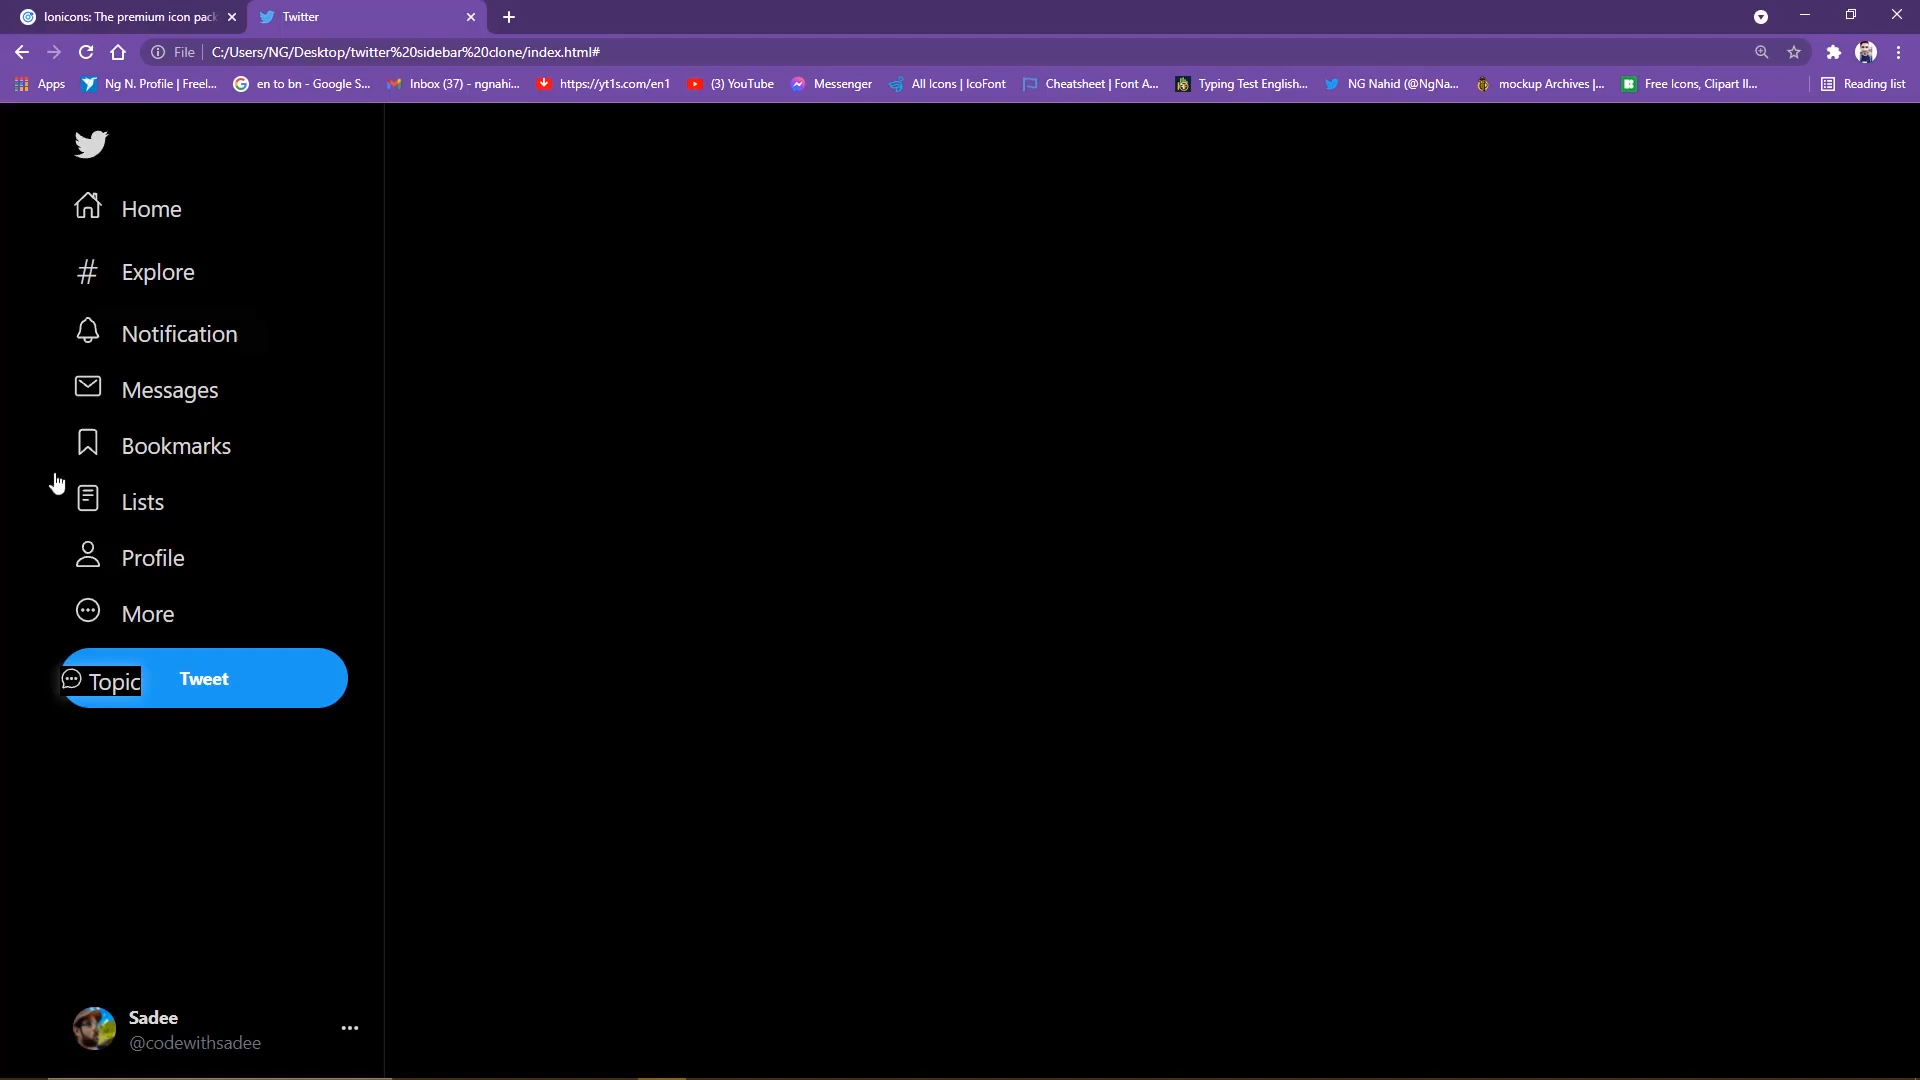 Ionicons: The premium icon pack
Twitter
File
C:/Users/NG/Desktop/twitter%20sidebar%20clone/index.html#
Apps
Ng N. Profile | Freel...
en to bn - Google S...
Inbox (37) - ngnahi...
https://yt1s.com/en1
(3) YouTube
Messenger
All Icons | IcoFont
Cheatsheet | Font A...
Typing Test English...
NG Nahid (@NgNa...
mockup Archives |...
Free Icons, Clipart Il...
Reading list
Home
# Explore
Notification
Messages
Bookmarks
Lists
Profile
More
Topic
Tweet
Sadee
@codewithsadee